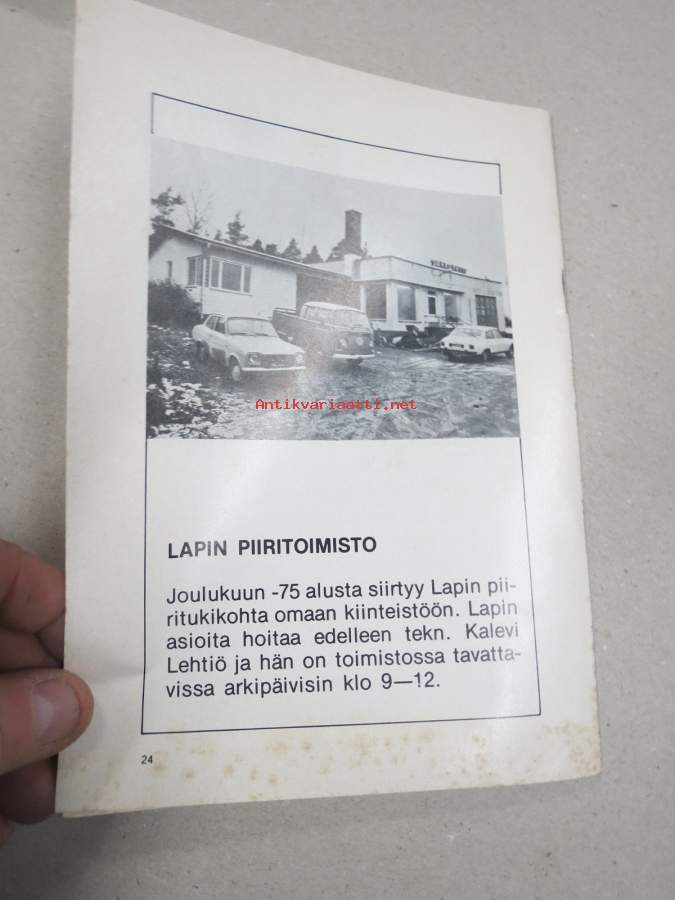 Antikvariaatti.net
LAPIN PIIRITOIMISTO
Joulukuun -75 alusta siirtyy Lapin pii-
ritukikohta omaan kiinteistöön. Lapin
asioita hoitaa edelleen tekn. Kalevi
Lehtiö ja hän on toimistossa tavatta-
vissa arkipäivisin klo 9—12.
24